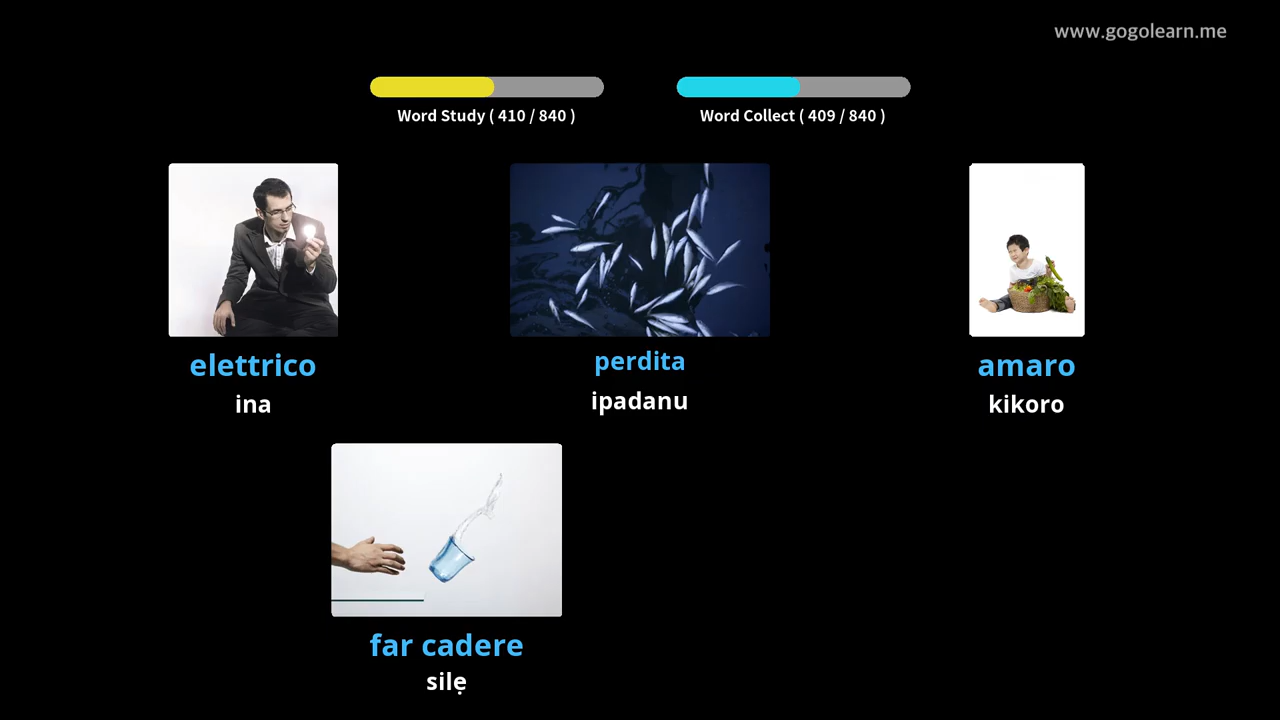 www.gogolearn.me
Word Study ( 410 / 840 )
Word Collect ( 409 / 840 )
elettrico
ina
perdita
ipadanu
amaro
kikoro
far cadere
silẹ